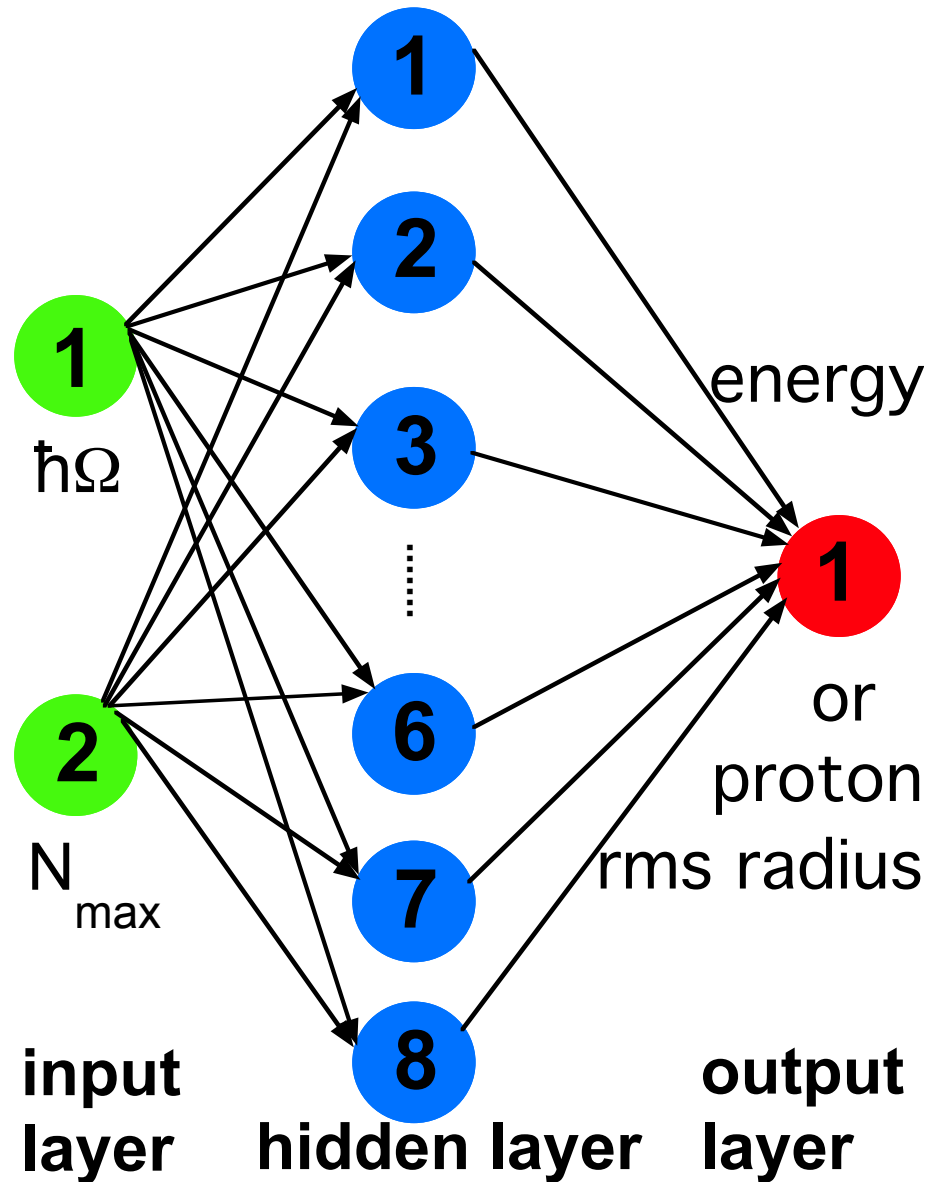 1
2
3
6
7
8
1
ħΩ
2
N
max
energy
1
or
proton
rms radius
input
layer
hidden layer
output
layer